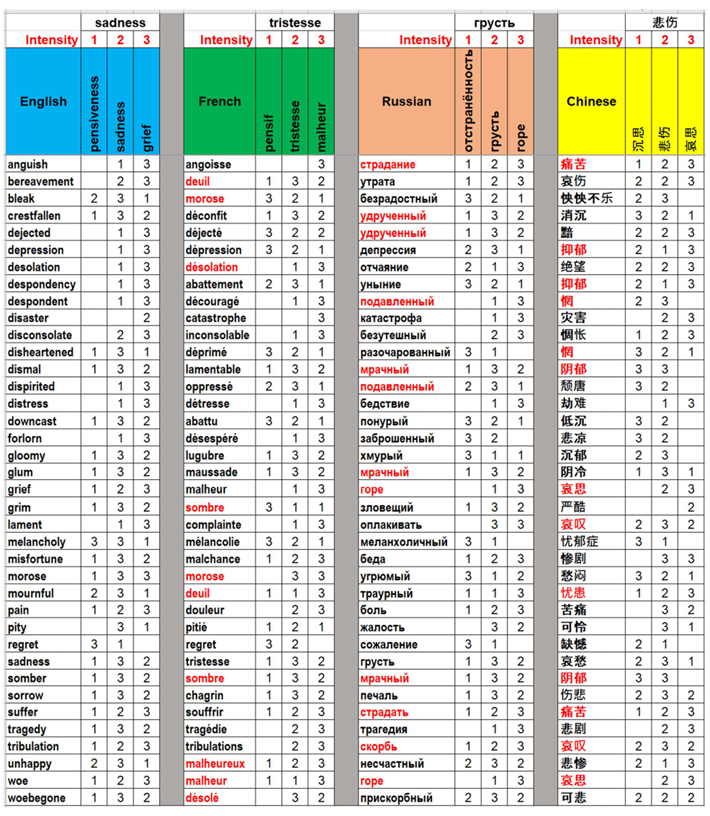 sadness tristesse грусть 悲伤
Intensity 1 2 3 Intensity 1 2 3 Intensity 1 2 3 Intensity 1 2 3
English pensiveness sadness grief French pensif tristesse malheur Russian отстранённость грусть горе Chinese 沉思 悲伤 哀思
anguish 1 3 angoisse 3 страдание 1 2 3 痛苦 1 2 3
bereavement 2 3 deuil 1 3 2 утрата 1 2 3 哀伤 2 2 3
bleak 2 3 1 morose 3 2 1 безрадостный 3 2 1 怏怏不乐 2 3
crestfallen 1 3 2 déconfit 1 3 2 удрученный 1 3 2 消沉 3 2 1
dejected 1 3 déjecté 3 2 2 удрученный 1 3 2 黯 2 2 3
depression 1 3 dépression 3 2 1 депрессия 2 3 1 抑郁 2 1 3
desolation 1 3 désolation 1 3 отчаяние 2 1 3 绝望 2 2 3
despondency 1 3 abattement 2 3 1 уныние 3 2 1 抑郁 2 1 3
despondent 1 3 découragé 1 3 подавленный 1 3 惘 2 3
disaster 2 catastrophe 3 катастрофа 1 3 灾害 2 3
disconsolate 2 3 inconsolable 1 3 безутешный 2 3 惆怅 1 2 3
disheartened 1 3 1 déprimé 3 2 1 разочарованный 3 1 惘 3 2 1
dismal 1 3 2 lamentable 1 3 2 мрачный 1 3 2 阴郁 3 3
dispirited 1 3 oppressé 2 3 1 подавленный 2 3 1 颓唐 3 2
distress 1 3 détresse 1 3 бедствие 1 3 劫难 1 3
downcast 1 3 2 abattu 3 2 1 понурый 3 2 1 低沉 3 2
forlorn 1 3 désespéré 1 3 заброшенный 3 2 悲凉 3 2
gloomy 1 3 2 lugubre 1 3 2 хмурый 3 1 1 沉郁 2 3
glum 1 3 2 maussade 1 3 2 мрачный 1 3 2 阴冷 1 3 1
grief 1 2 3 malheur 1 3 горе 1 3 哀思 2 3
grim 1 3 2 sombre 3 1 1 зловещий 1 3 2 严酷 2
lament 1 3 complainte 1 3 оплакивать 3 3 哀叹 2 3 2
melancholy 3 3 1 mélancolie 3 2 1 меланхоличный 3 1 忧郁症 3 1
misfortune 1 3 2 malchance 1 2 3 беда 1 2 3 惨剧 3 3
morose 1 3 3 morose 3 3 угрюмый 3 1 2 愁闷 3 2 1
mournful 2 3 1 deuil 1 1 3 траурный 1 3 1 忧患 1 2 3
pain 1 3 2 douleur 2 3 боль 1 2 3 苦痛 3 2
pity 3 1 pitié 1 2 1 жалость 3 2 可怜 3 1
regret 3 1 regret 3 2 сожаление 3 1 缺憾 2 1
sadness 1 3 2 tristesse 1 3 2 грусть 1 3 2 哀愁 2 3 1
somber 1 3 2 sombre 1 3 2 мрачный 1 3 2 阴郁 3 3
sorrow 1 3 2 chagrin 1 3 2 печаль 1 3 2 伤悲 2 3 2
suffer 1 2 3 souffrir 1 2 3 страдать 1 2 3 痛苦 1 2 3
tragedy 1 3 2 tragédie 2 3 трагедия 1 3 悲剧 2 3
tribulation 1 3 2 tribulations 2 3 скорбь 1 2 3 哀叹 2 3 2
unhappy 2 3 1 malheureux 1 2 3 несчастный 2 3 2 悲惨 2 1 3
woe 1 2 3 malheur 1 1 3 горе 1 3 哀思 2 3
woebegone 1 3 2 désolé 3 2 прискорбный 2 3 2 可悲 2 2 2